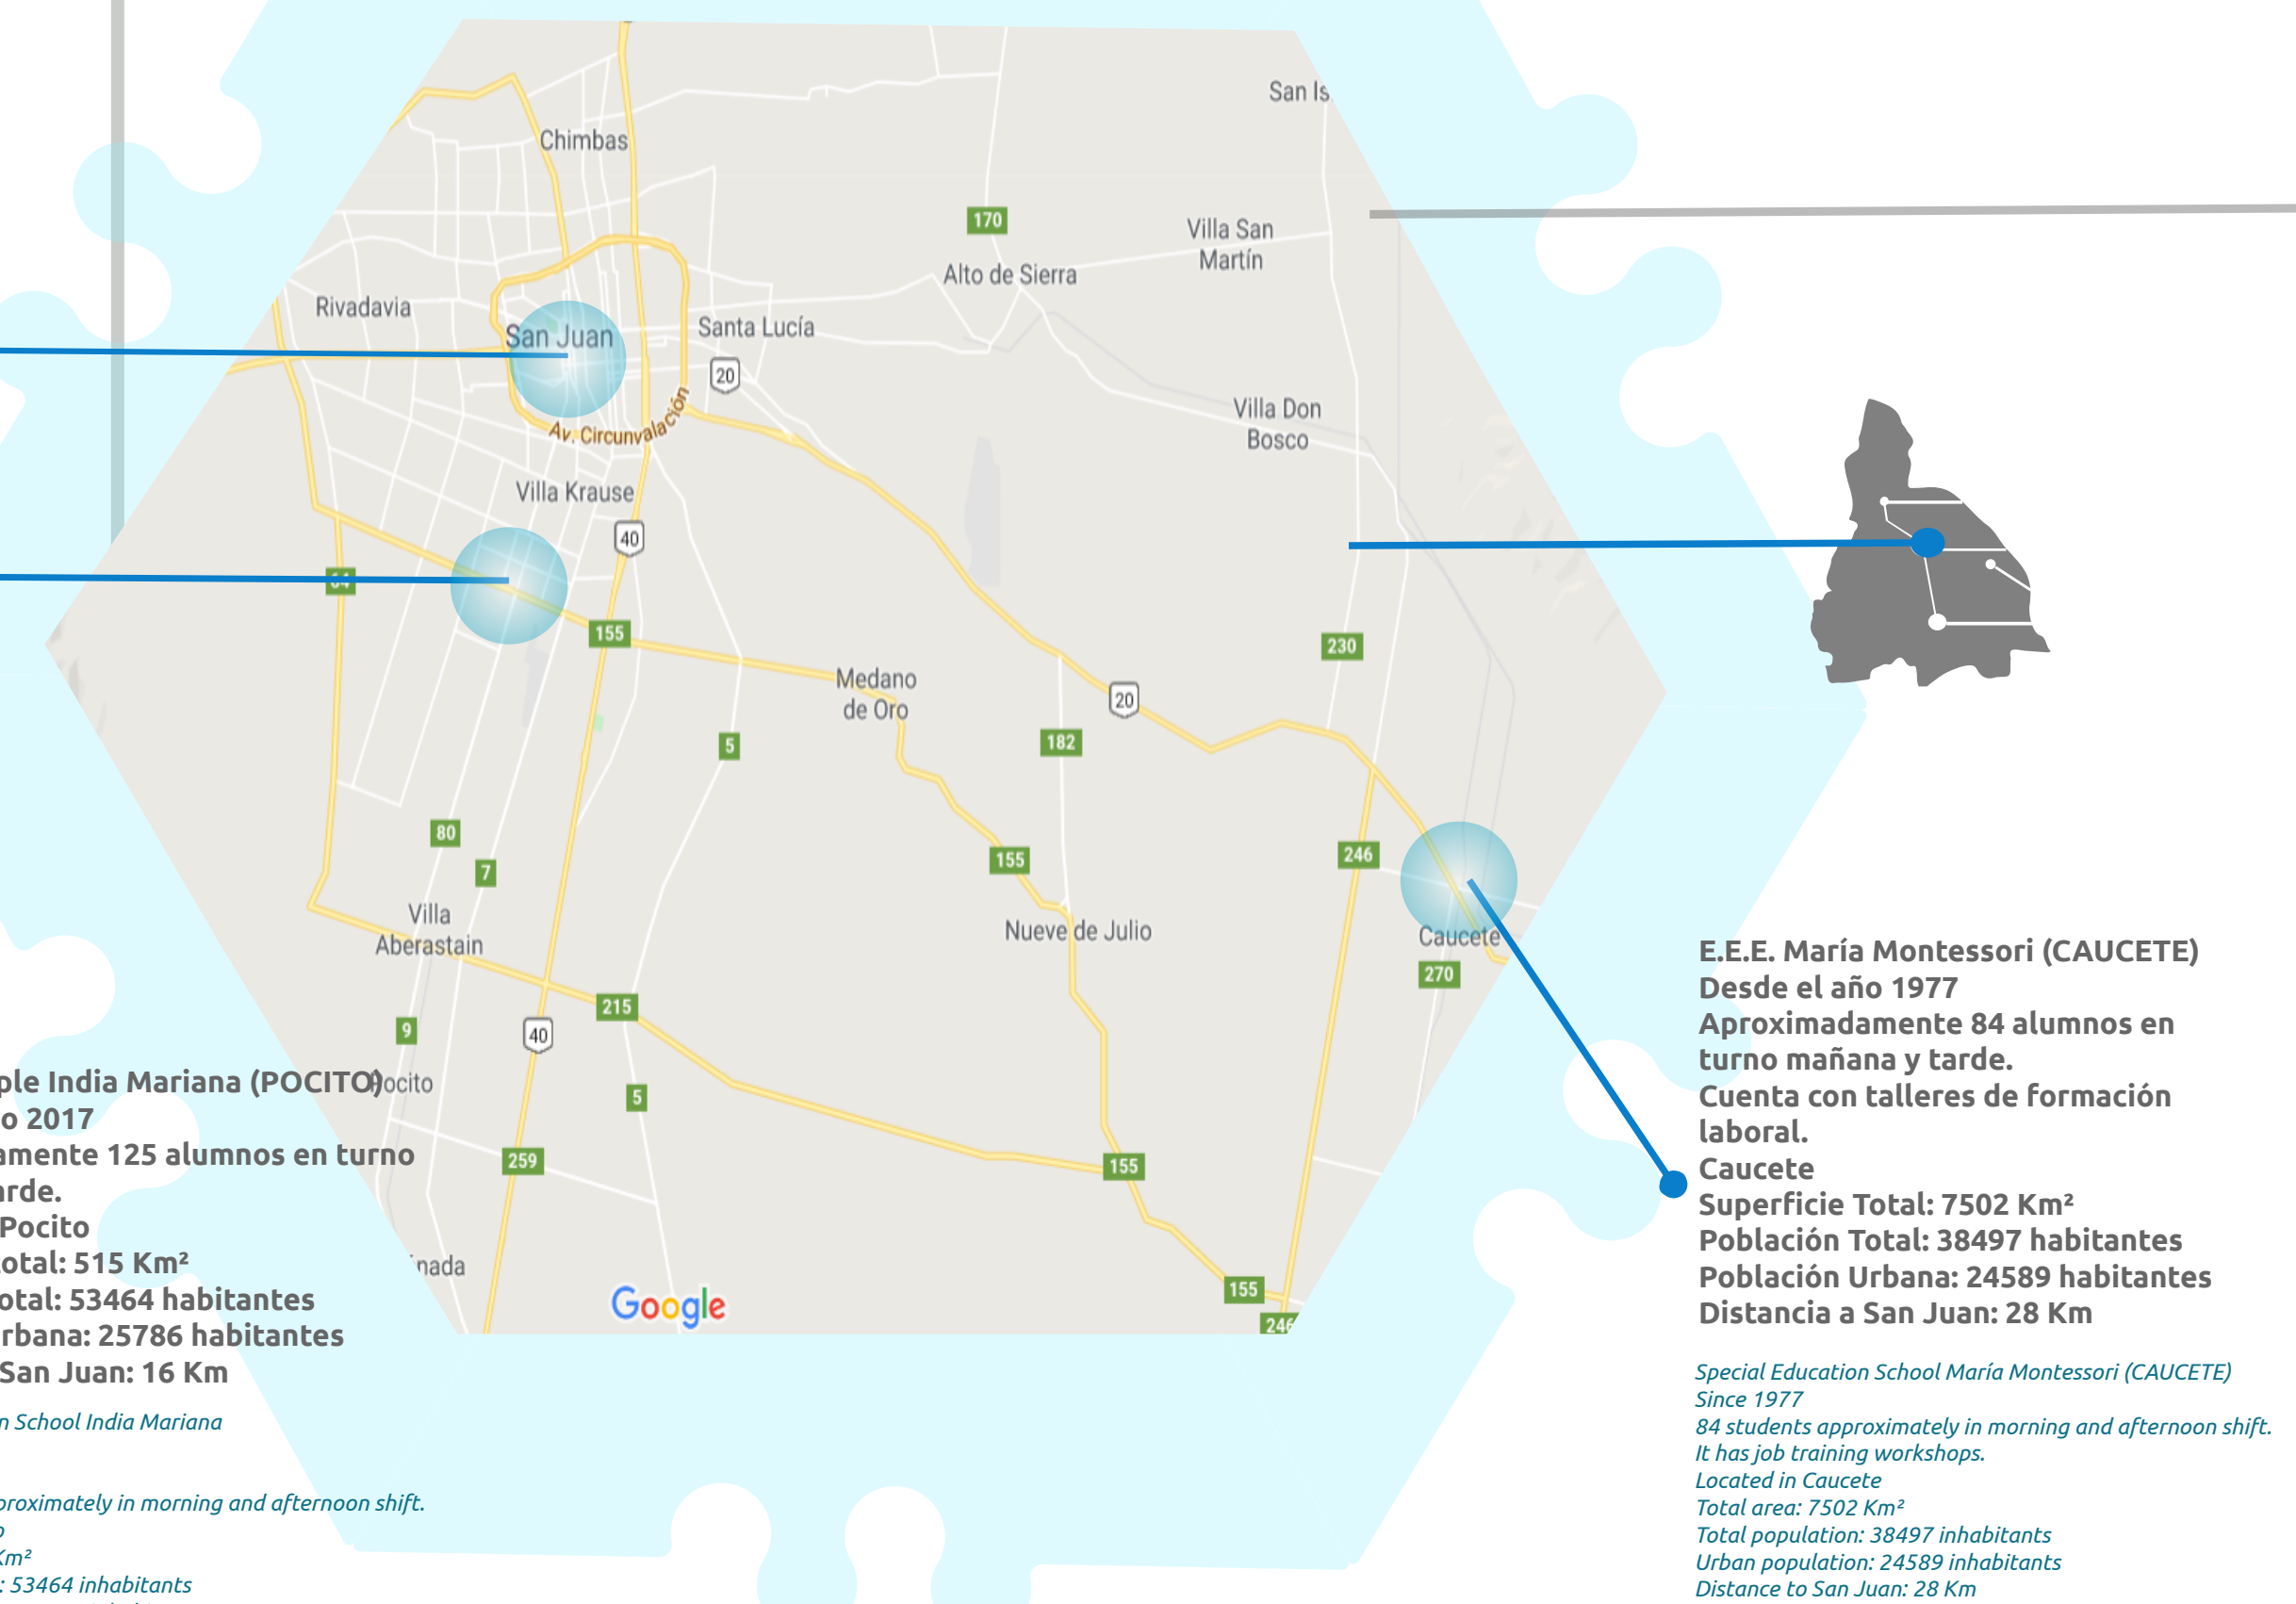 San Is
Chimbas
170
Villa San
Martín
Alto de Sierra
Rivadavia
San Juan
Santa Lucía
20
Av. Circunvalación
Villa Don
Bosco
Villa Krause
40
64
155
230
Medano
de Oro
20
5
182
80
7
155
246
Villa
Aberastain
Nueve de Julio
Caucete
270
215
9
40
Pocito
5
259
155
nada
Google
155
246
ple India Mariana (POCITO)
o 2017
amente 125 alumnos en turno
arde.
Pocito
otal: 515 Km²
otal: 53464 habitantes
rbana: 25786 habitantes
San Juan: 16 Km
n School India Mariana
proximately in morning and afternoon shift.
o
Km²
: 53464 inhabitants
E.E.E. María Montessori (CAUCETE)
Desde el año 1977
Aproximadamente 84 alumnos en
turno mañana y tarde.
Cuenta con talleres de formación
laboral.
Caucete
Superficie Total: 7502 Km²
Población Total: 38497 habitantes
Población Urbana: 24589 habitantes
Distancia a San Juan: 28 Km
Special Education School María Montessori (CAUCETE)
Since 1977
84 students approximately in morning and afternoon shift.
It has job training workshops.
Located in Caucete
Total area: 7502 Km²
Total population: 38497 inhabitants
Urban population: 24589 inhabitants
Distance to San Juan: 28 Km